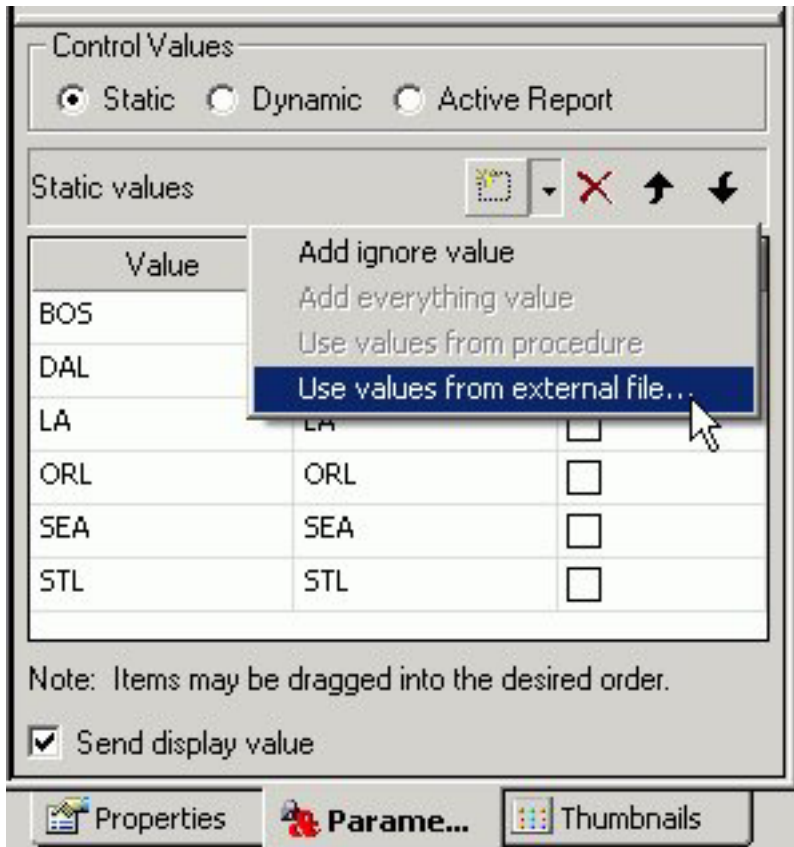 Control Values
Static Dynamic Active Report
Static values
Value
Add ignore value
Add everything value
Use values from procedure
Use values from external file...
BOS
DAL
LA LA
ORL ORL
SEA SEA
STL STL
Note: Items may be dragged into the desired order.
Send display value
Properties Parame... Thumbnails